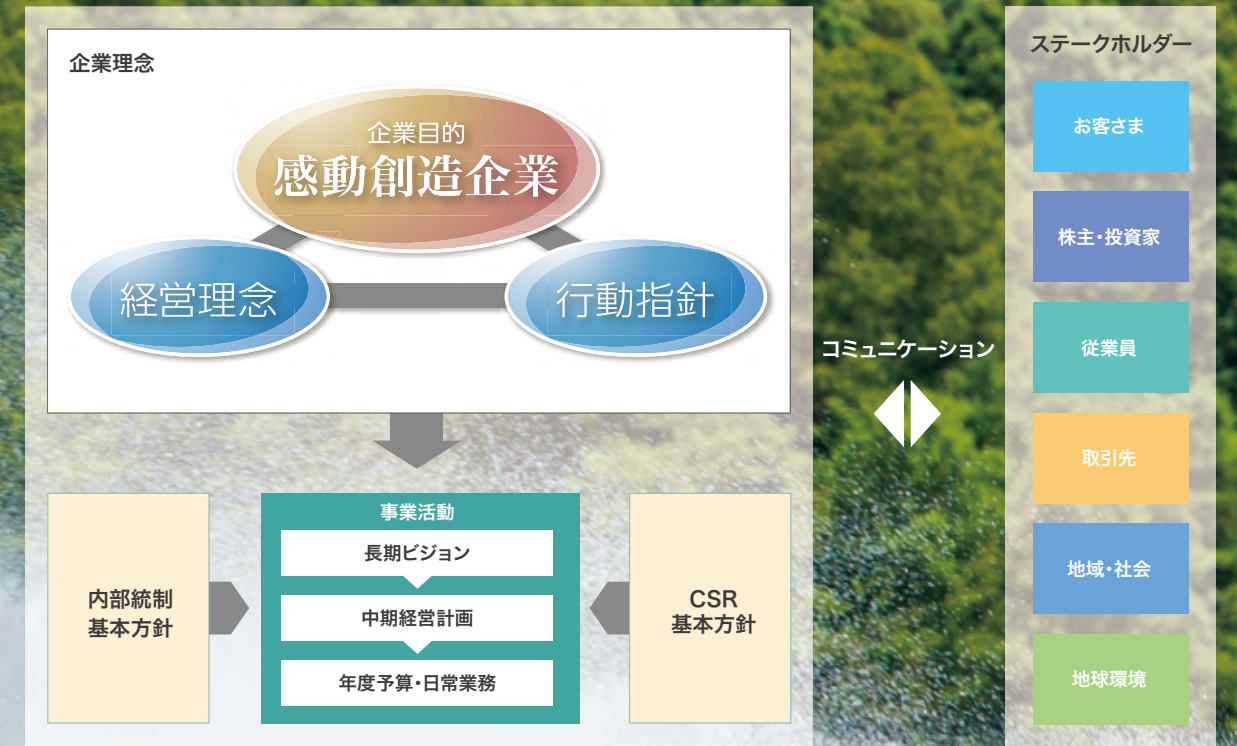 企業理念
企業目的
感動創造企業
経営理念
行動指針
内部統制
基本方針
事業活動
長期ビジョン
中期経営計画
年度予算・日常業務
CSR
基本方針
コミュニケーション
ステークホルダー
お客さま
株主・投資家
従業員
取引先
地域・社会
地球環境